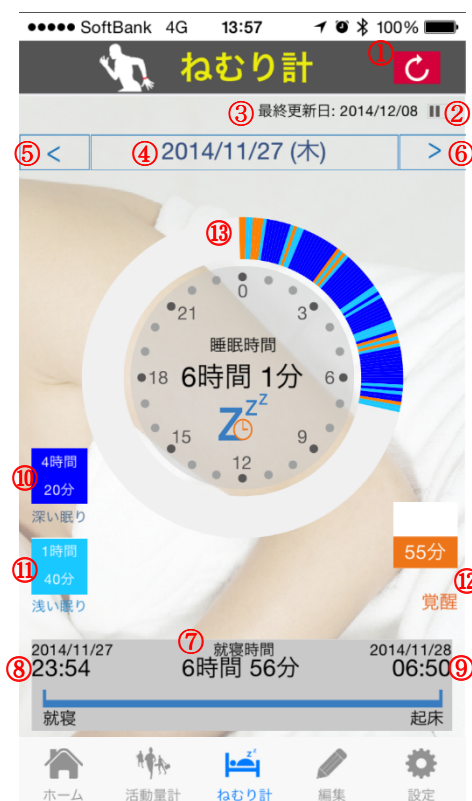 SoftBank 4G 13:57 100%
① ねむり計
③ 最終更新日: 2014/12/08 ②
⑤ < ④ 2014/11/27 (木) > ⑥
⑬
0
3
6
9
12
15
18
21
睡眠時間
6時間 1分
Zzz
⑩ 4時間
20分
深い眠り
⑪ 1時間
40分
浅い眠り
55分
⑫
覚醒
⑦
2014/11/27 就寝時間 2014/11/28
⑧ 23:54 6時間 56分 06:50 ⑨
就寝 起床
ホーム 活動量計 ねむり計 編集 設定